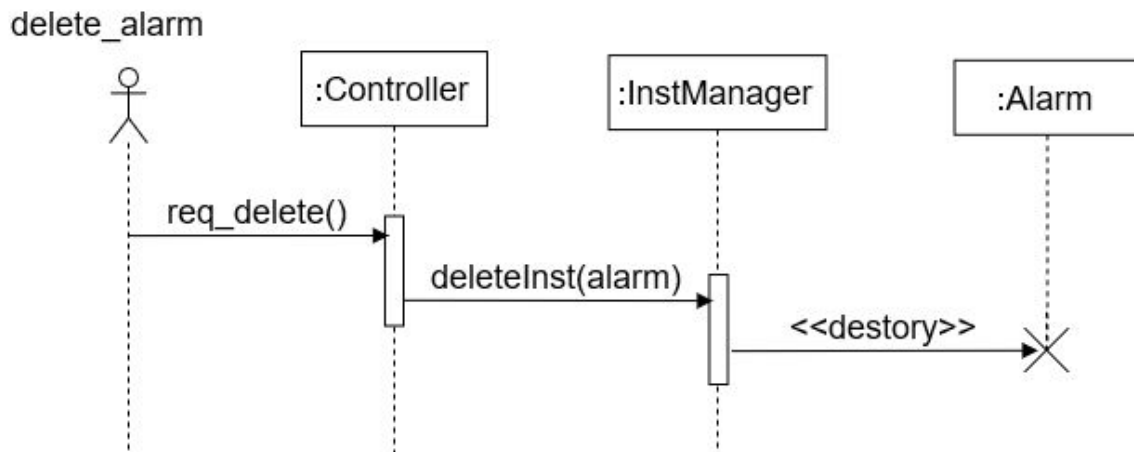 delete_alarm
:Controller
:InstManager
:Alarm
req_delete()
deleteInst(alarm)
<<destory>>